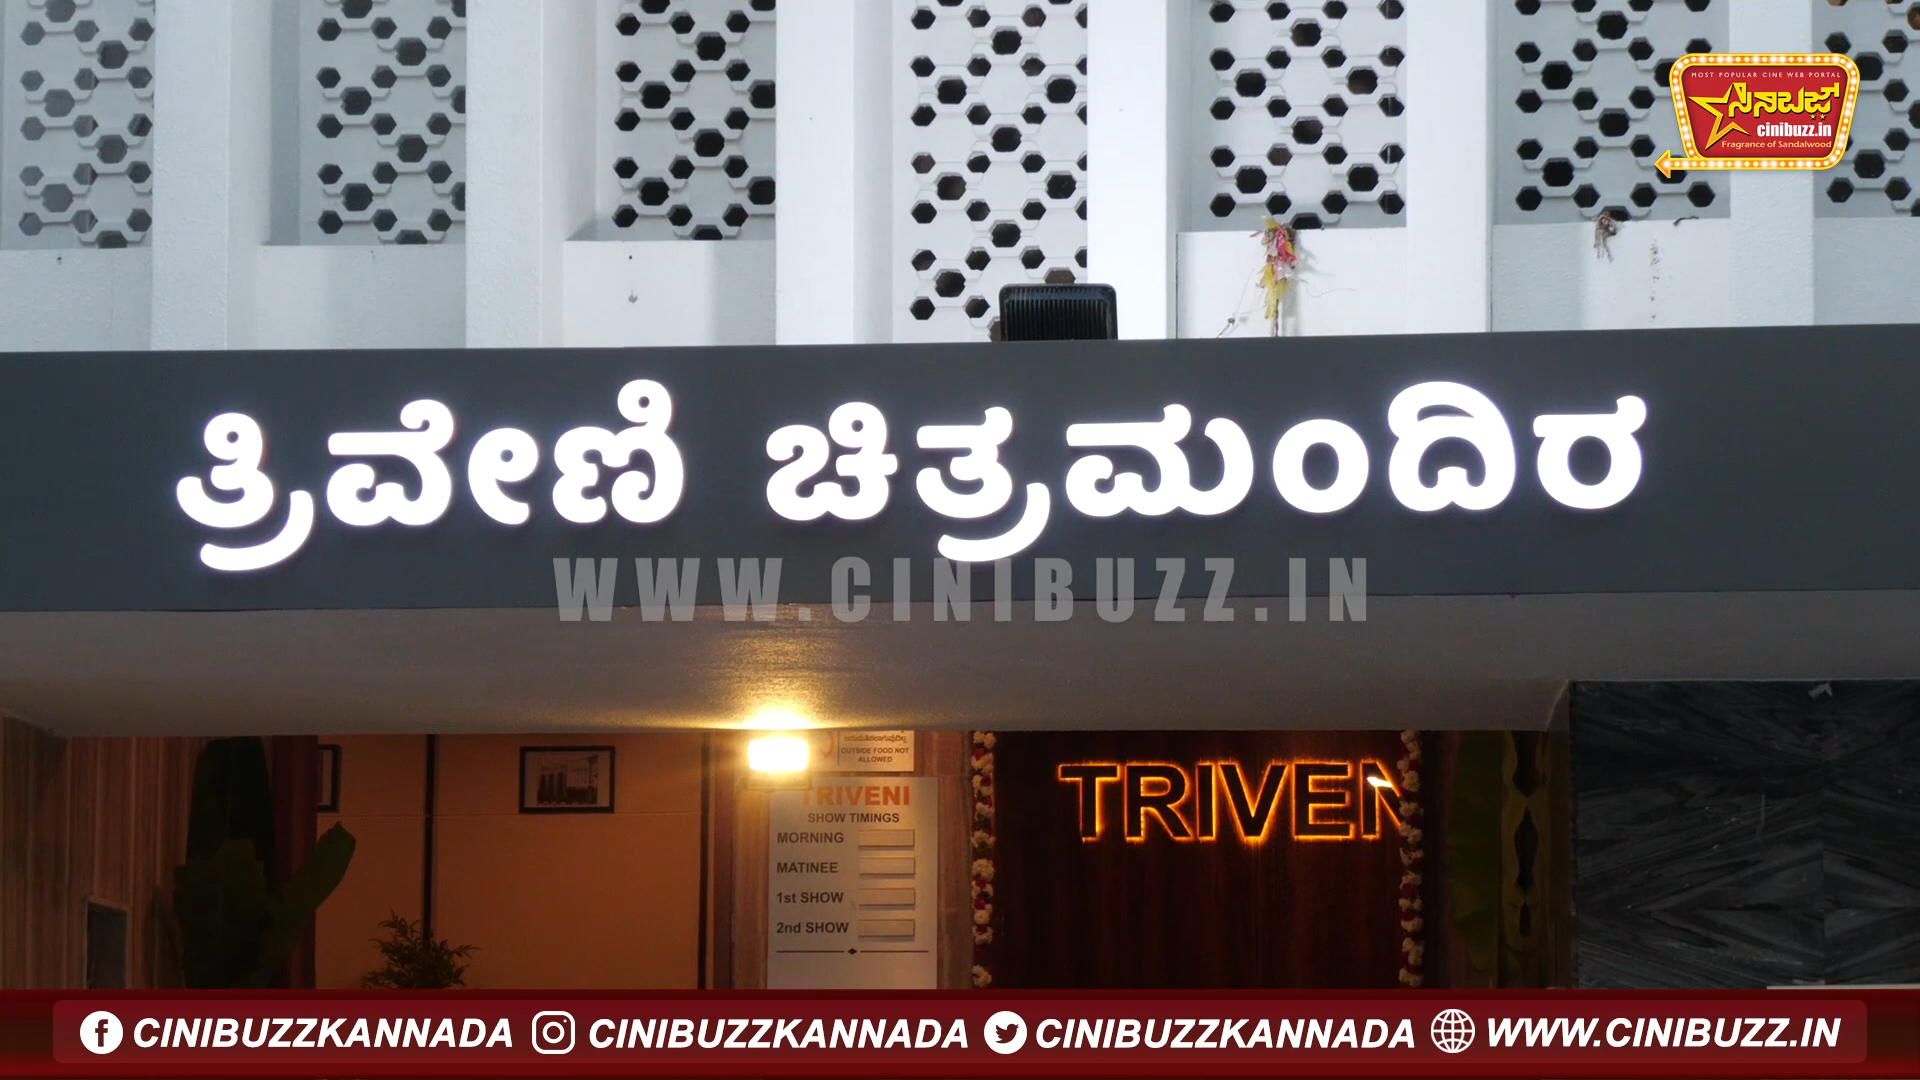 MOST POPULAR CINE WEB PORTAL
ಸಿನಿಬಜ್
cinibuzz.in
Fragrance of Sandalwood
ತ್ರಿವೇಣಿ ಚಿತ್ರಮಂದಿರ
WWW.CINIBUZZ.IN
OUTSIDE FOOD NOT
ALLOWED
TRIVENI
SHOW TIMINGS
MORNING
MATINEE
1st SHOW
2nd SHOW
TRIVEN
CINIBUZZKANNADA CINIBUZZKANNADA CINIBUZZKANNADA WWW.CINIBUZZ.IN